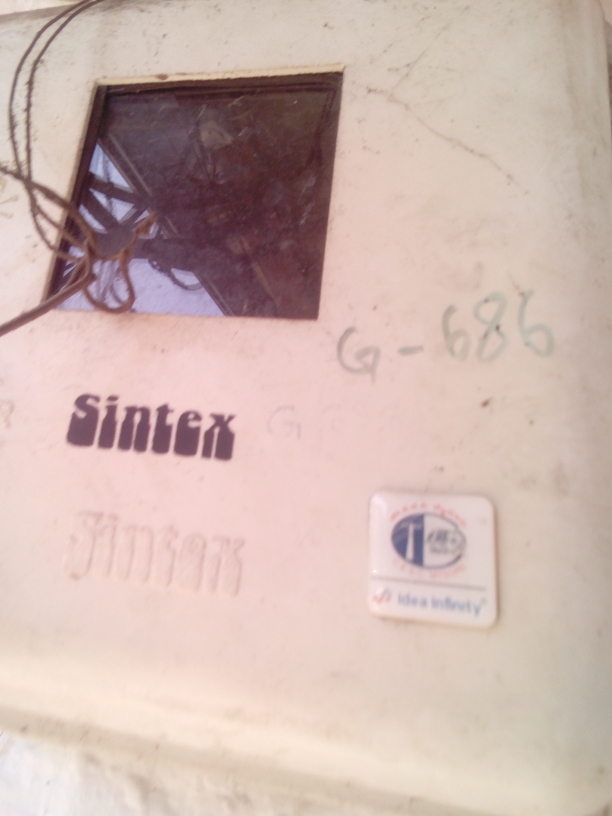 G-686
Sintex
G
Sintex
Idea Infinity